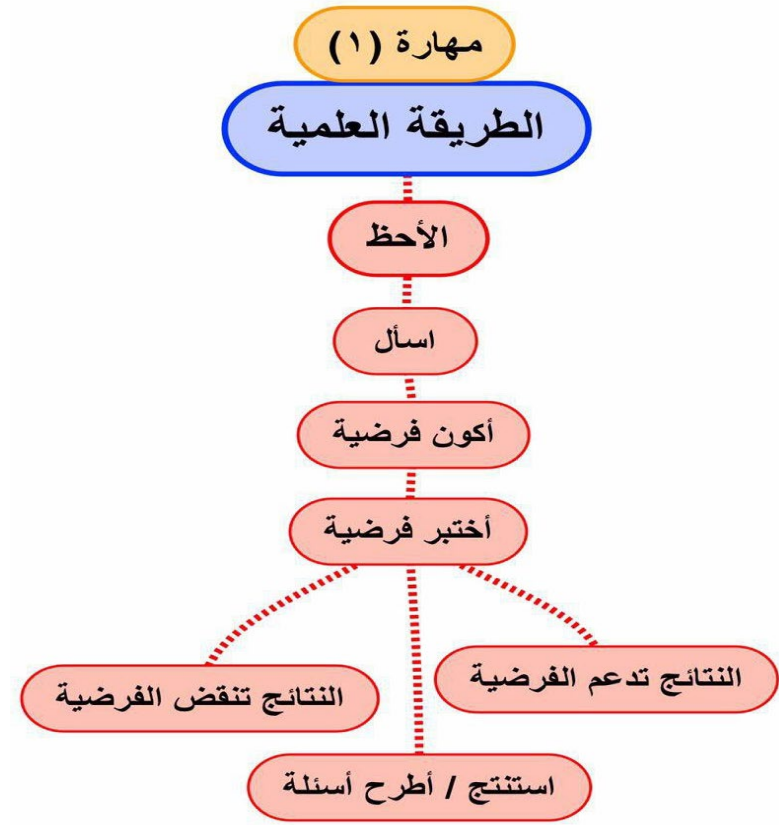 مهارة (١)
الطريقة العلمية
الأحظ
اسأل
أكون فرضية
أختبر فرضية
النتائج تدعم الفرضية
النتائج تنقض الفرضية
استنتج / أطرح أسئلة